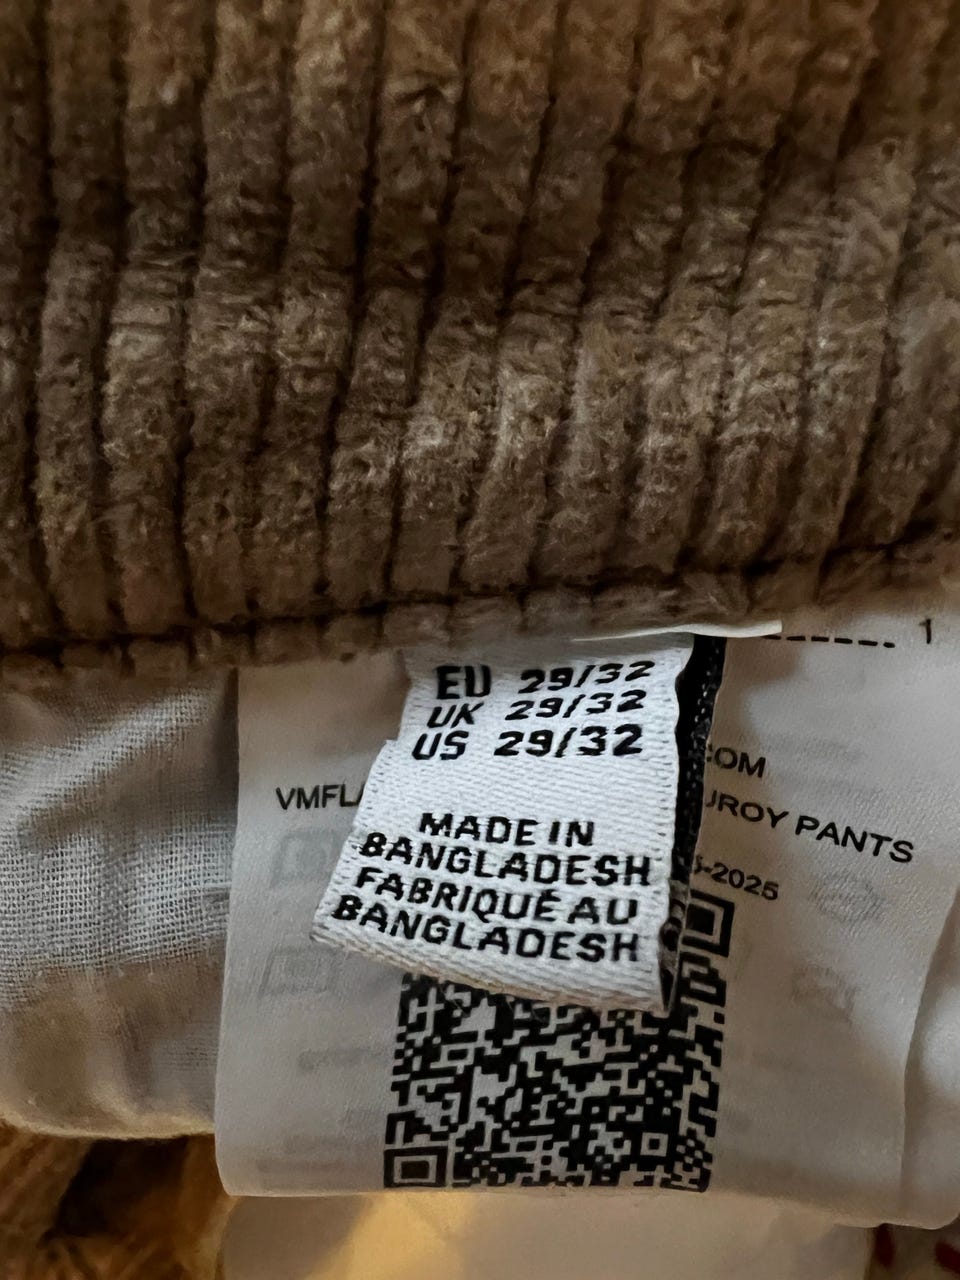 EU 29/32
UK 29/32
US 29/32
MADE IN
BANGLADESH
FABRIQUÉ AU
BANGLADESH
1
COM
VMFLA
UROY PANTS
-2025